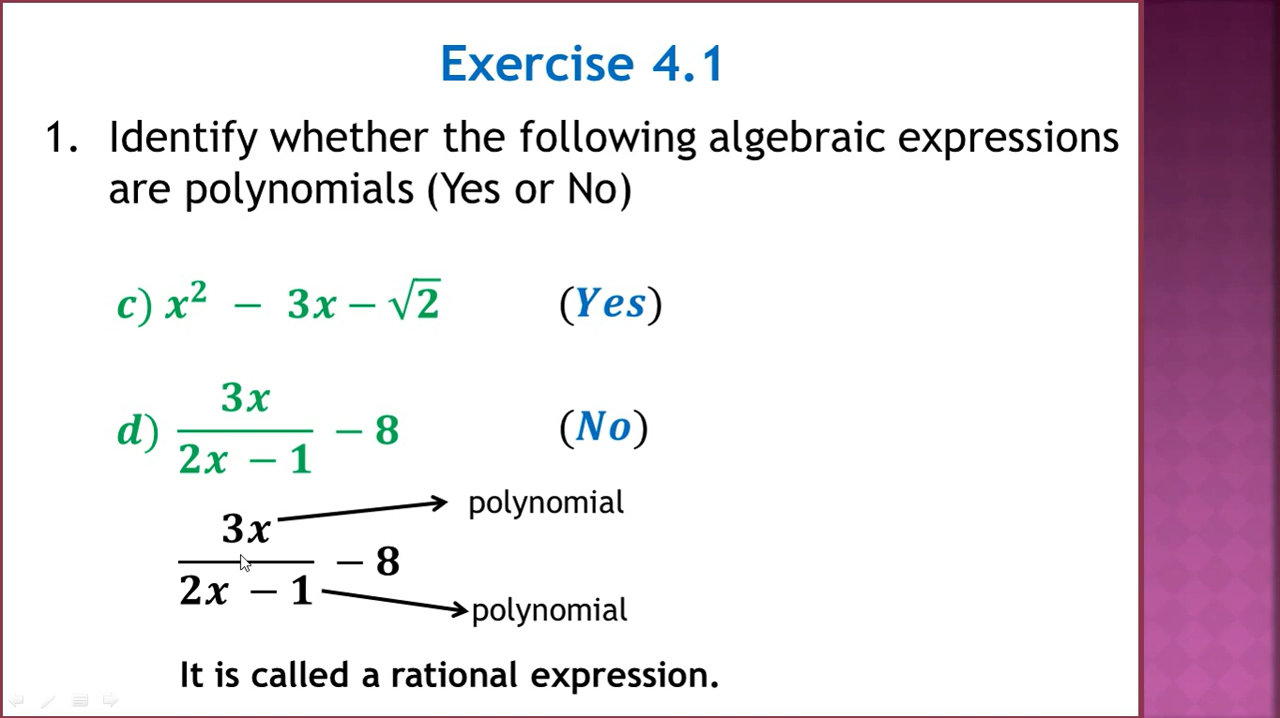 Exercise 4.1
1. Identify whether the following algebraic expressions
are polynomials (Yes or No)
c) x² − 3x − √2 (Yes)
d) 3x
2x − 1
− 8 (No)
3x
2x − 1
− 8
polynomial
polynomial
It is called a rational expression.